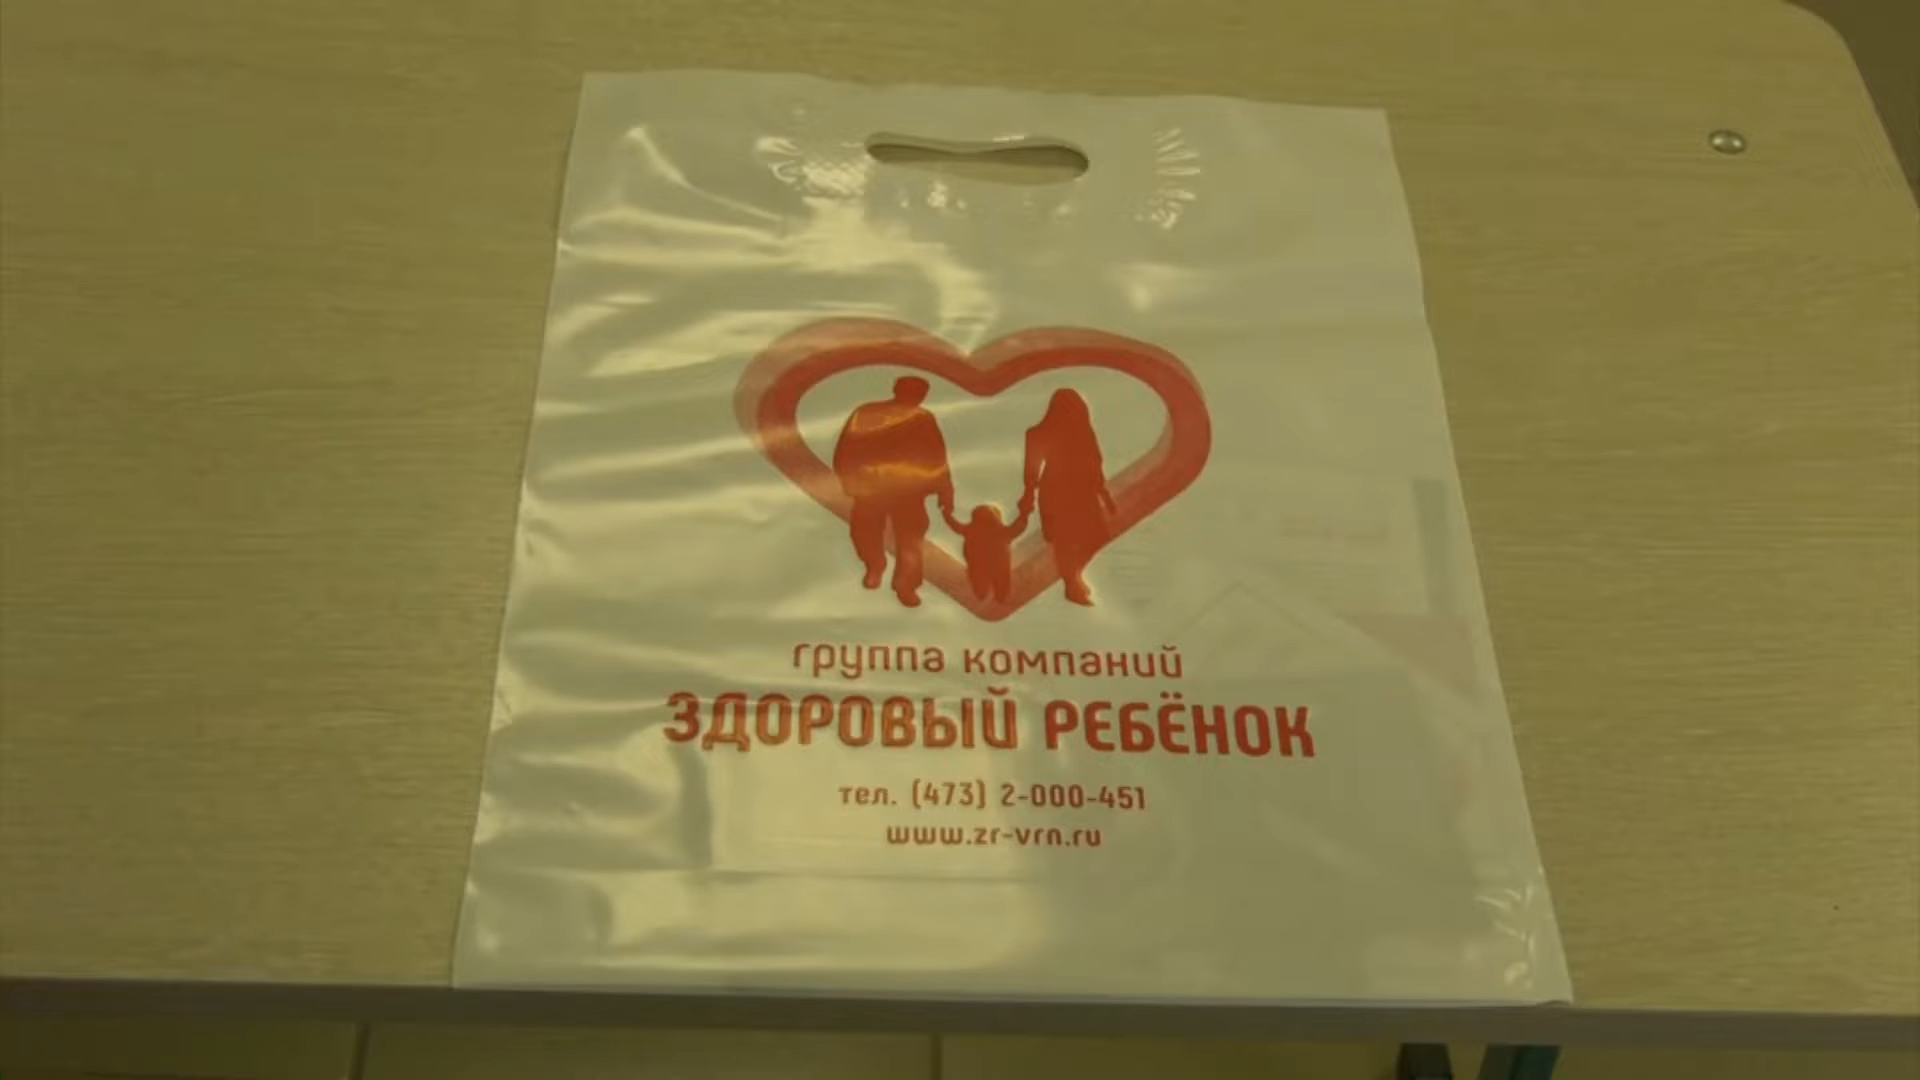 группа компаний
ЗДОРОВЫЙ РЕБЁНОК
тел. (473) 2-000-451
www.zr-vrn.ru